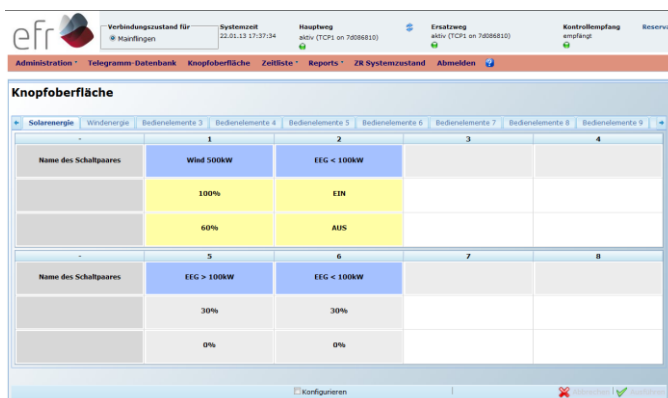 efr
Verbindungszustand für
Mainflingen
Systemzeit
22.01.13 17:37:34
Hauptweg
aktiv (TCP1 on 7d086810)
Ersatzweg
aktiv (TCP1 on 7d086810)
Kontrollempfang
empfängt
Reserv
Administration Telegramm-Datenbank Knopfoberfläche Zeitliste Reports ZR Systemzustand Abmelden
Knopfoberfläche
Solarenergie Windenergie Bedienelemente 3 Bedienelemente 4 Bedienelemente 5 Bedienelemente 6 Bedienelemente 7 Bedienelemente 8 Bedienelemente 9
- 1 2 3 4
Name des Schaltpaares Wind 500kW EEG < 100kW
100% EIN
60% AUS
- 5 6 7 8
Name des Schaltpaares EEG > 100kW EEG < 100kW
30% 30%
0% 0%
Konfigurieren